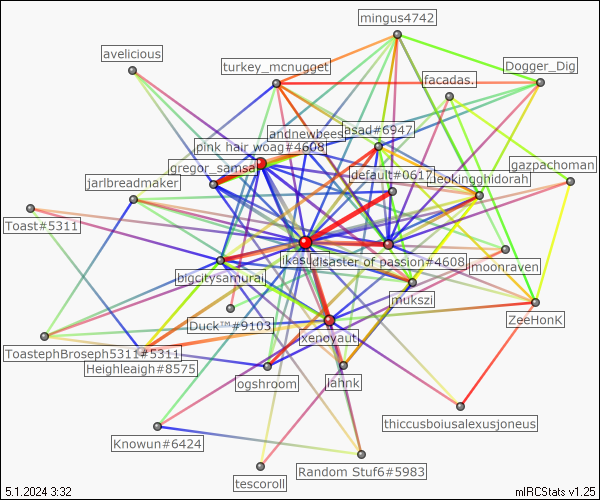 mingus4742
avelicious
turkey_mcnugget
Dogger_Dig
facadas.
andnewbees
asad#6947
pink hair woag#4608
gregor_samsa
gazpachoman
default#0617
neokingghidorah
jarlbreadmaker
Toast#5311
ikasu
disaster of passion#4608
moonraven
bigcitysamurai
mukszi
Duck™#9103
ZeeHonK
xenoyaut
ToastephBroseph5311#5311
Heighleaigh#8575
ogshroom
lahnk
thiccusboiusalexusjoneus
Knowun#6424
Random Stuf6#5983
tescoroll
5.1.2024 3:32
mIRCStats v1.25